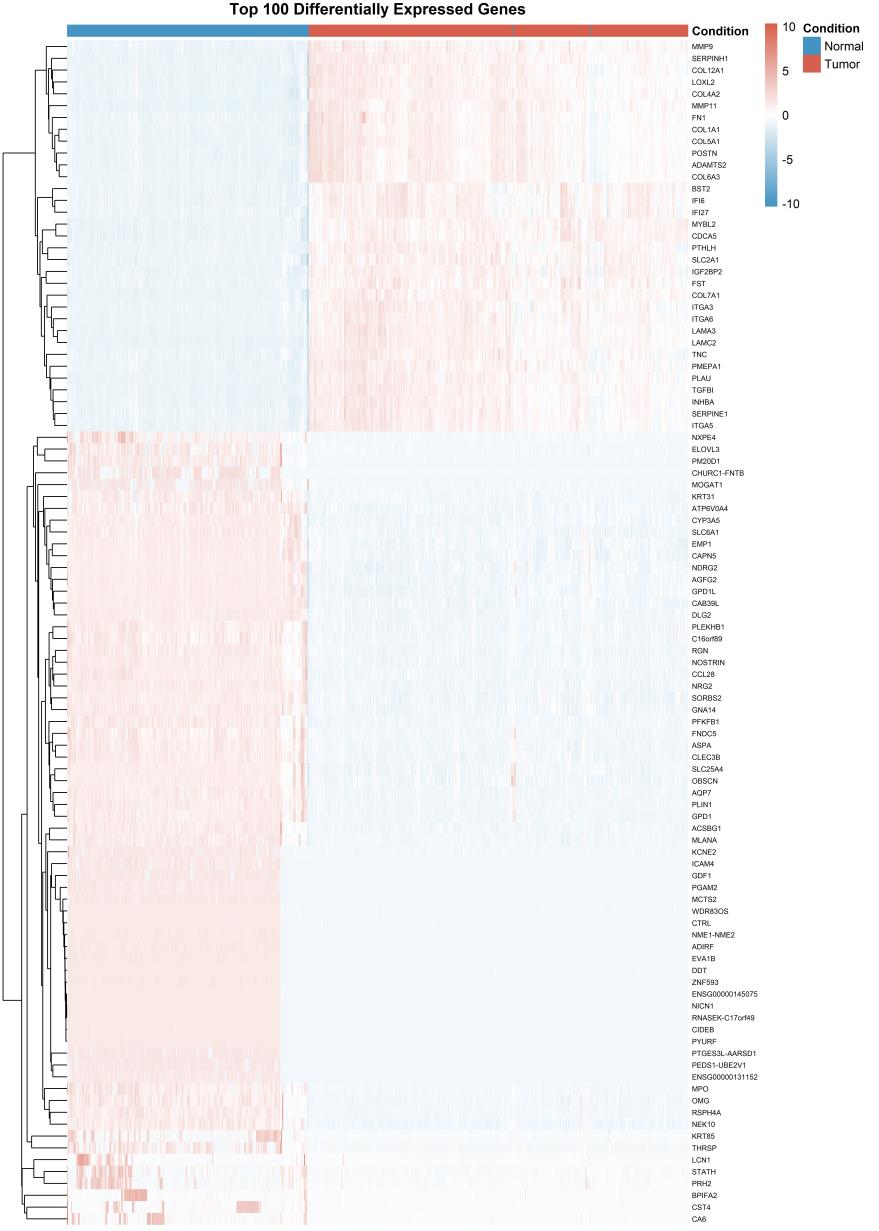 Top 100 Differentially Expressed Genes
Condition
10
5
0
-5
-10
Condition
Normal
Tumor
MMP9
SERPINH1
COL12A1
LOXL2
COL4A2
MMP11
FN1
COL1A1
COL5A1
POSTN
ADAMTS2
COL6A3
BST2
IFI6
IFI27
MYBL2
CDCA5
PTHLH
SLC2A1
IGF2BP2
FST
COL7A1
ITGA3
ITGA6
LAMA3
LAMC2
TNC
PMEPA1
PLAU
TGFBI
INHBA
SERPINE1
ITGA5
NXPE4
ELOVL3
PM20D1
CHURC1-FNTB
MOGAT1
KRT31
ATP6V0A4
CYP3A5
SLC6A1
EMP1
CAPN5
NDRG2
AGFG2
GPD1L
CAB39L
DLG2
PLEKHB1
C16orf89
RGN
NOSTRIN
CCL28
NRG2
SORBS2
GNA14
PFKFB1
FNDC5
ASPA
CLEC3B
SLC25A4
OBSCN
AQP7
PLIN1
GPD1
ACSBG1
MLANA
KCNE2
ICAM4
GDF1
PGAM2
MCTS2
WDR83OS
CTRL
NME1-NME2
ADIRF
EVA1B
DDT
ZNF593
ENSG00000145075
NICN1
RNASEK-C17orf49
CIDEB
PYURF
PTGES3L-AARSD1
PEDS1-UBE2V1
ENSG00000131152
MPO
OMG
RSPH4A
NEK10
KRT85
THRSP
LCN1
STATH
PRH2
BPIFA2
CST4
CA6